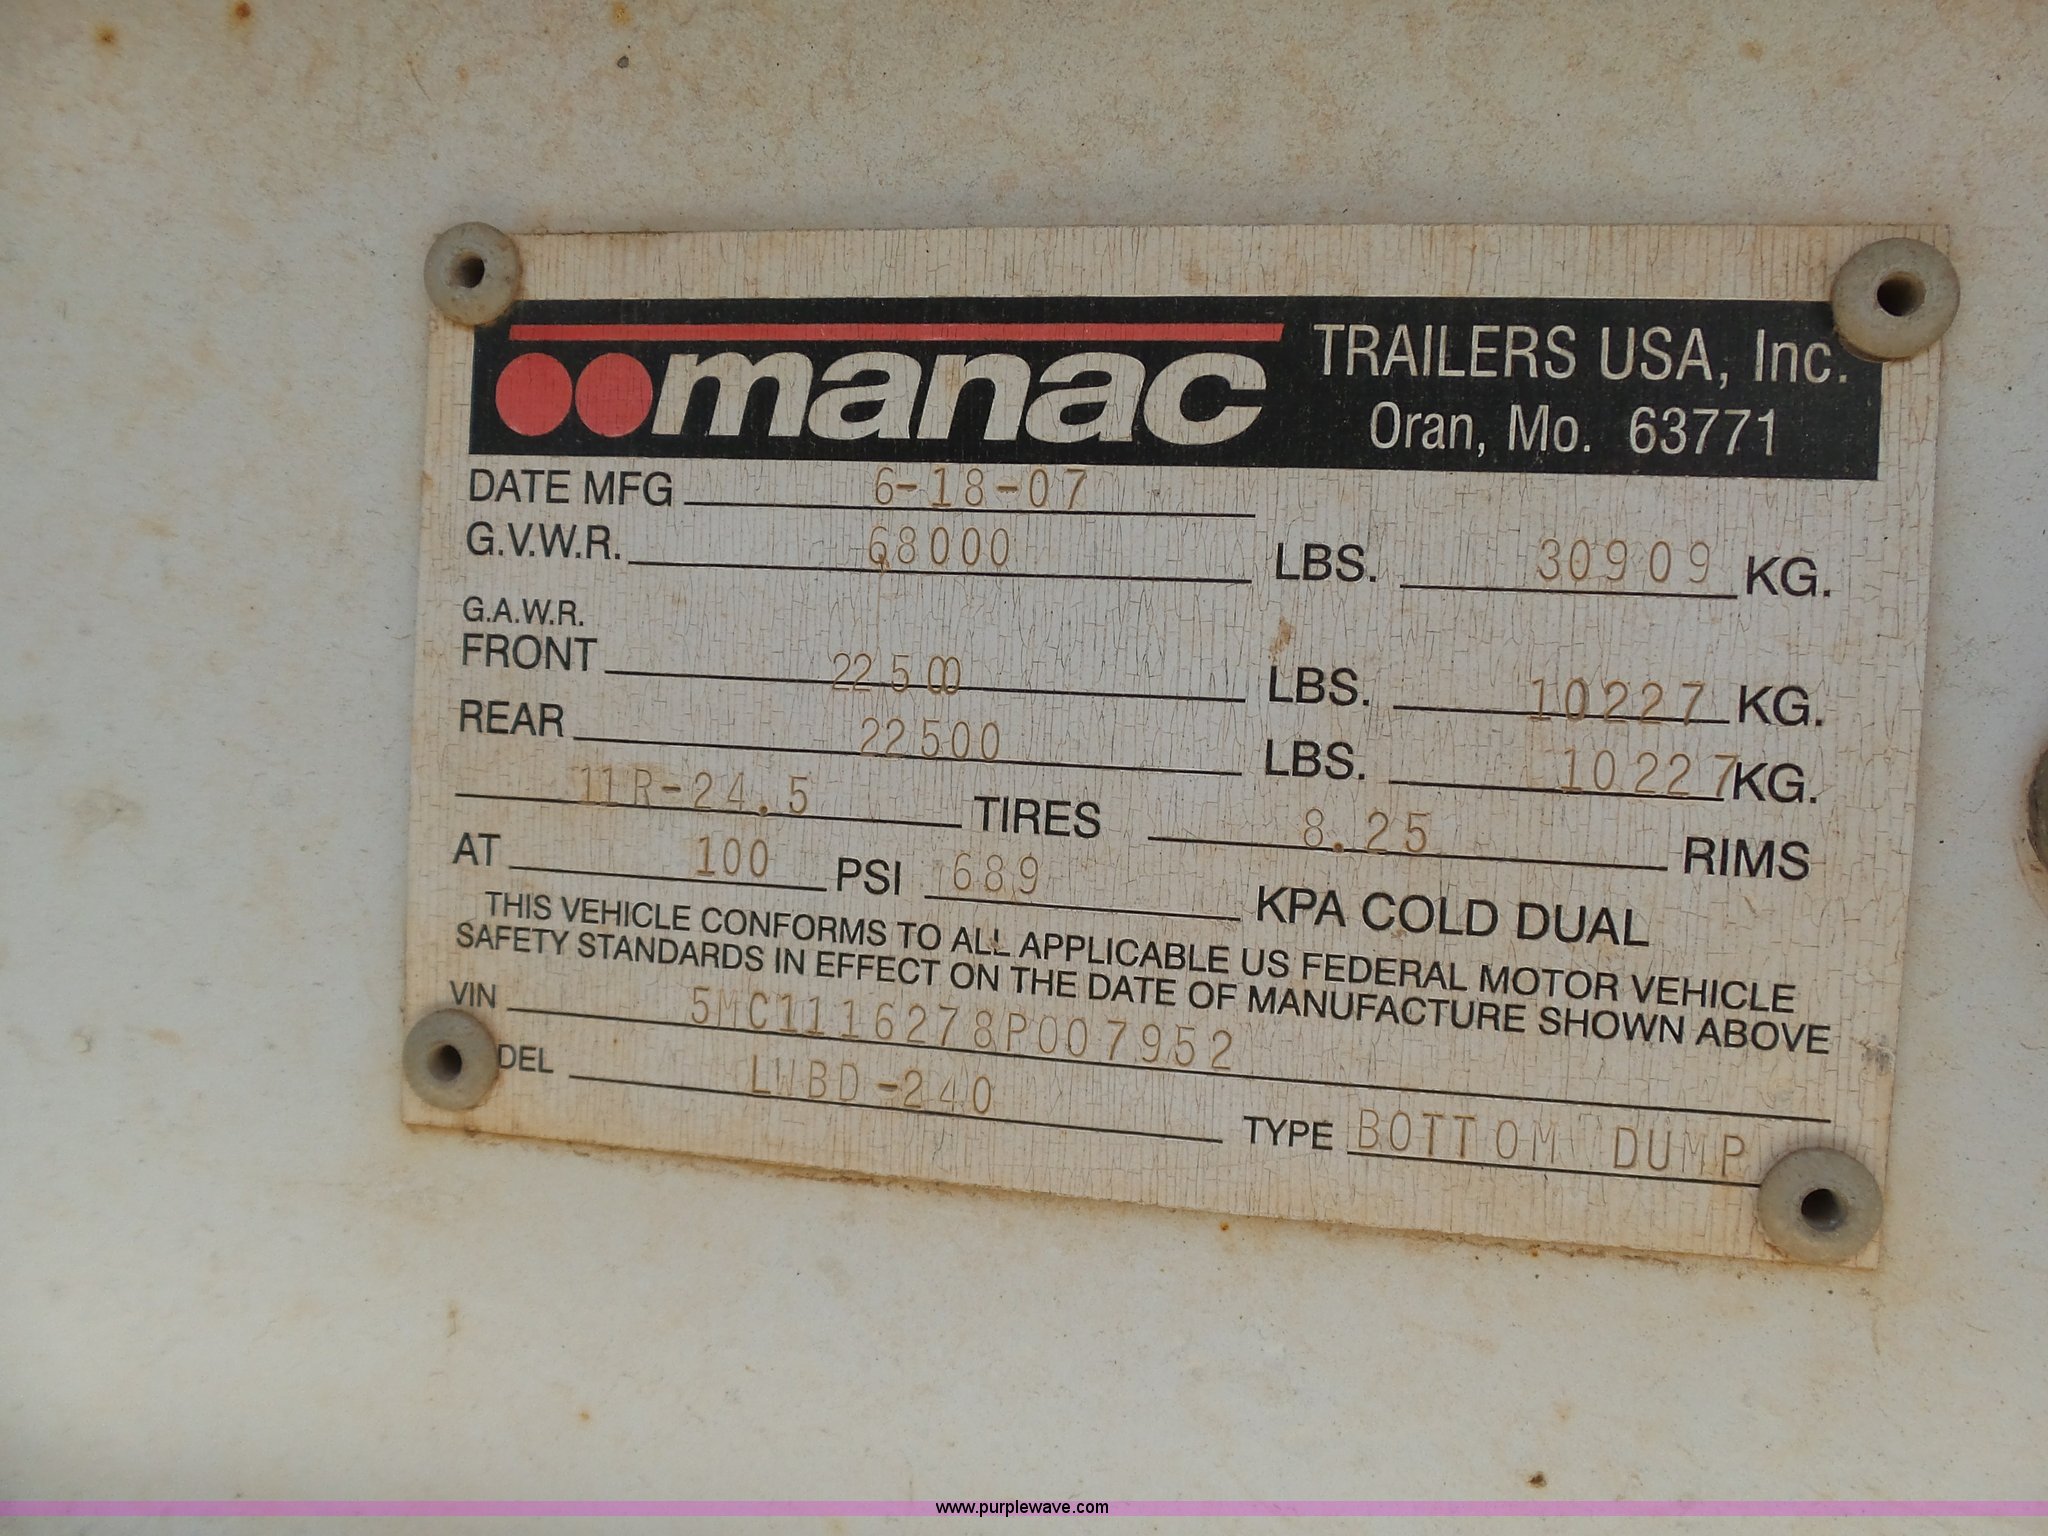 manac TRAILERS USA, Inc.
Oran, Mo. 63771
DATE MFG 6-18-07
G.V.W.R. 68000 LBS. 30909 KG.
G.A.W.R.
FRONT 22500 LBS. 10227 KG.
REAR 22500 LBS. 10227 KG.
11R-24.5 TIRES 8.25 RIMS
AT 100 PSI 689 KPA COLD DUAL
THIS VEHICLE CONFORMS TO ALL APPLICABLE US FEDERAL MOTOR VEHICLE
SAFETY STANDARDS IN EFFECT ON THE DATE OF MANUFACTURE SHOWN ABOVE
VIN 5MC1116278P007952
DEL LWBD-240 TYPE BOTTOM DUMP
www.purplewave.com